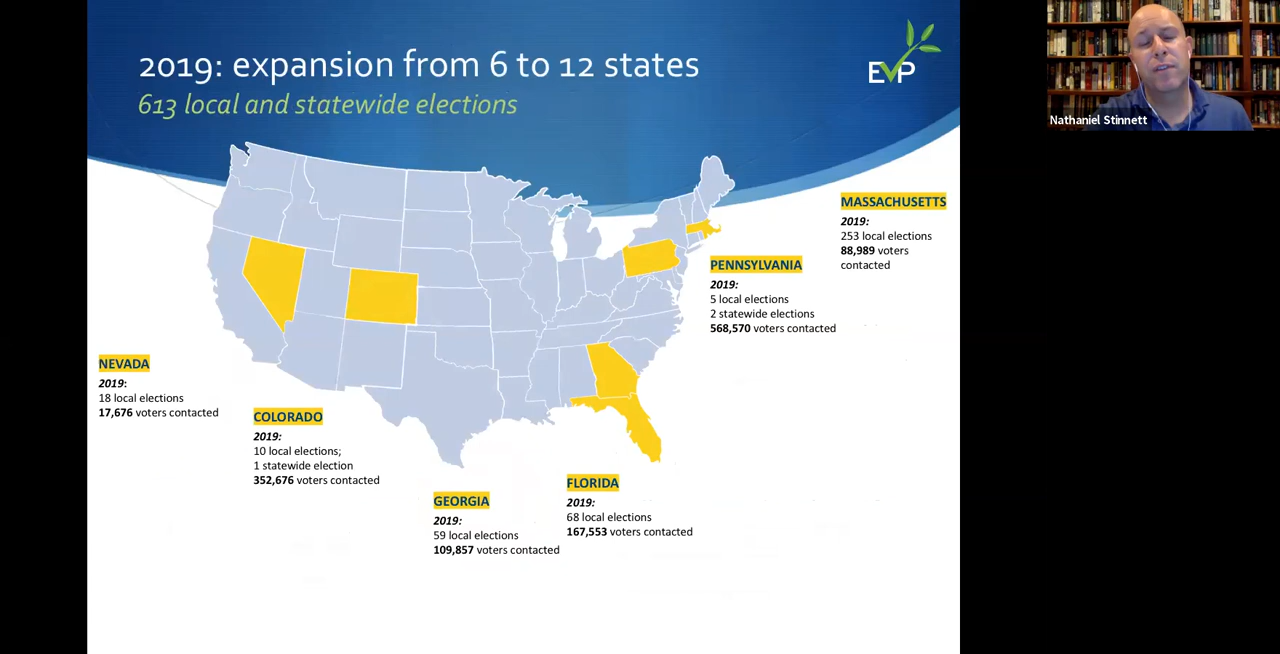 2019: expansion from 6 to 12 states
613 local and statewide elections
EVP
Nathaniel Stinnett
MASSACHUSETTS
2019:
253 local elections
88,989 voters
contacted
PENNSYLVANIA
2019:
5 local elections
2 statewide elections
568,570 voters contacted
NEVADA
2019:
18 local elections
17,676 voters contacted
COLORADO
2019:
10 local elections;
1 statewide election
352,676 voters contacted
GEORGIA
2019:
59 local elections
109,857 voters contacted
FLORIDA
2019:
68 local elections
167,553 voters contacted